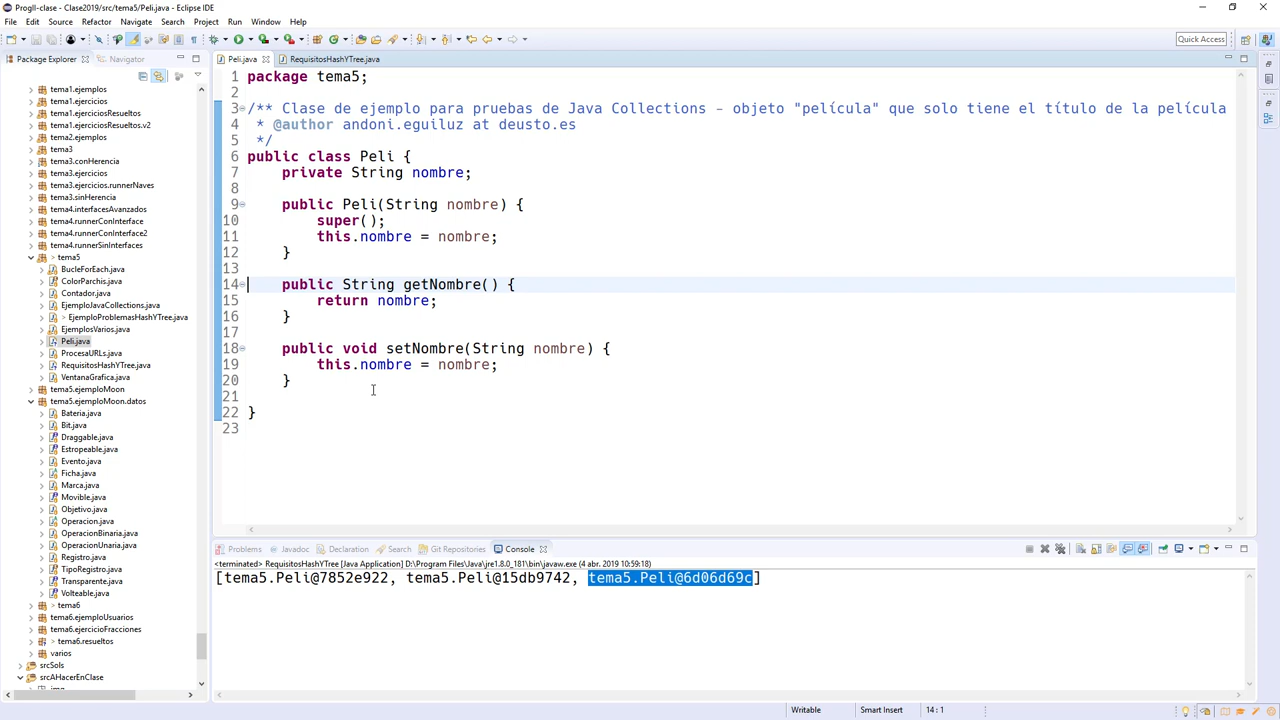 ProgII-clase - Clase2019/src/tema5/Peli.java - Eclipse IDE
File Edit Source Refactor Navigate Search Project Run Window Help
Quick Access
Package Explorer Navigator
tema1.ejemplos
tema1.ejercicios
tema1.ejerciciosResueltos
tema1.ejerciciosResueltos.v2
tema2.ejemplos
tema3
tema3.conHerencia
tema3.ejercicios
tema3.ejercicios.runnerNaves
tema3.sinHerencia
tema4.interfacesAvanzados
tema4.runnerConInterface
tema4.runnerConInterface2
tema4.runnerSinInterfaces
> tema5
BucleForEach.java
ColorParchis.java
Contador.java
EjemploJavaCollections.java
> EjemploProblemasHashYTree.java
EjemplosVarios.java
Peli.java
ProcesaURLs.java
RequisitosHashYTree.java
VentanaGrafica.java
tema5.ejemploMoon
tema5.ejemploMoon.datos
Bateria.java
Bit.java
Draggable.java
Estropeable.java
Evento.java
Ficha.java
Marca.java
Movible.java
Objetivo.java
Operacion.java
OperacionBinaria.java
OperacionUnaria.java
Registro.java
TipoRegistro.java
Transparente.java
Volteable.java
> tema6
tema6.ejemploUsuarios
tema6.ejercicioFracciones
> tema6.resueltos
varios
srcSols
srcAHacerEnClase
Peli.java RequisitosHashYTree.java
1 package tema5;
2
3 /** Clase de ejemplo para pruebas de Java Collections - objeto "película" que solo tiene el título de la película
4 * @author andoni.eguiluz at deusto.es
5 */
6 public class Peli {
7 private String nombre;
8
9 public Peli(String nombre) {
10 super();
11 this.nombre = nombre;
12 }
13
14 public String getNombre() {
15 return nombre;
16 }
17
18 public void setNombre(String nombre) {
19 this.nombre = nombre;
20 }
21
22 }
23
Problems Javadoc Declaration Search Git Repositories Console
<terminated> RequisitosHashYTree [Java Application] D:\Program Files\Java\jre1.8.0_181\bin\javaw.exe (4 abr. 2019 10:59:18)
[tema5.Peli@7852e922, tema5.Peli@15db9742, tema5.Peli@6d06d69c]
Writable Smart Insert 14 : 1